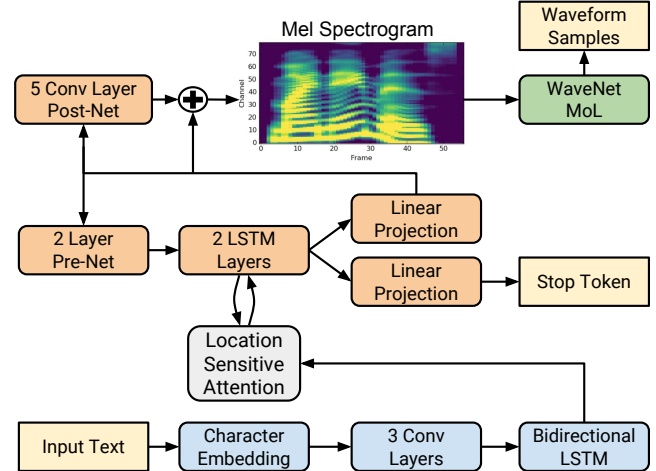 Mel Spectrogram
Waveform
Samples
5 Conv Layer
Post-Net
WaveNet
MoL
Channel
70
60
50
40
30
20
10
0
0 10 20 30 40 50
Frame
2 Layer
Pre-Net
2 LSTM
Layers
Linear
Projection
Linear
Projection
Stop Token
Location
Sensitive
Attention
Input Text
Character
Embedding
3 Conv
Layers
Bidirectional
LSTM